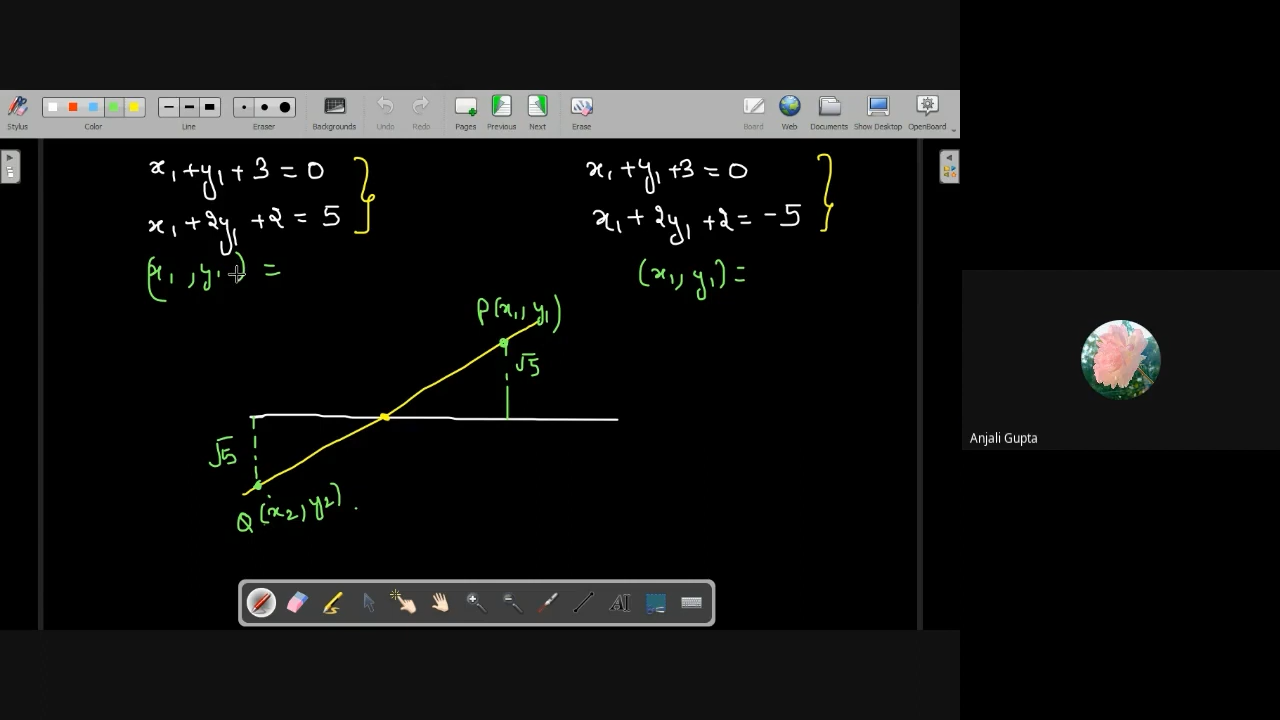 Stylus Color Line Eraser Backgrounds Undo Redo Pages Previous Next Erase Board Web Documents Show Desktop OpenBoard
x₁+y₁+3=0
x₁+2y₁+2=5
(x₁,y₁)=
x₁+y₁+3=0
x₁+2y₁+2=-5
(x₁,y₁)=
P(x₁,y₁)
√5
√5
Q(x₂,y₂).
AI
Anjali Gupta